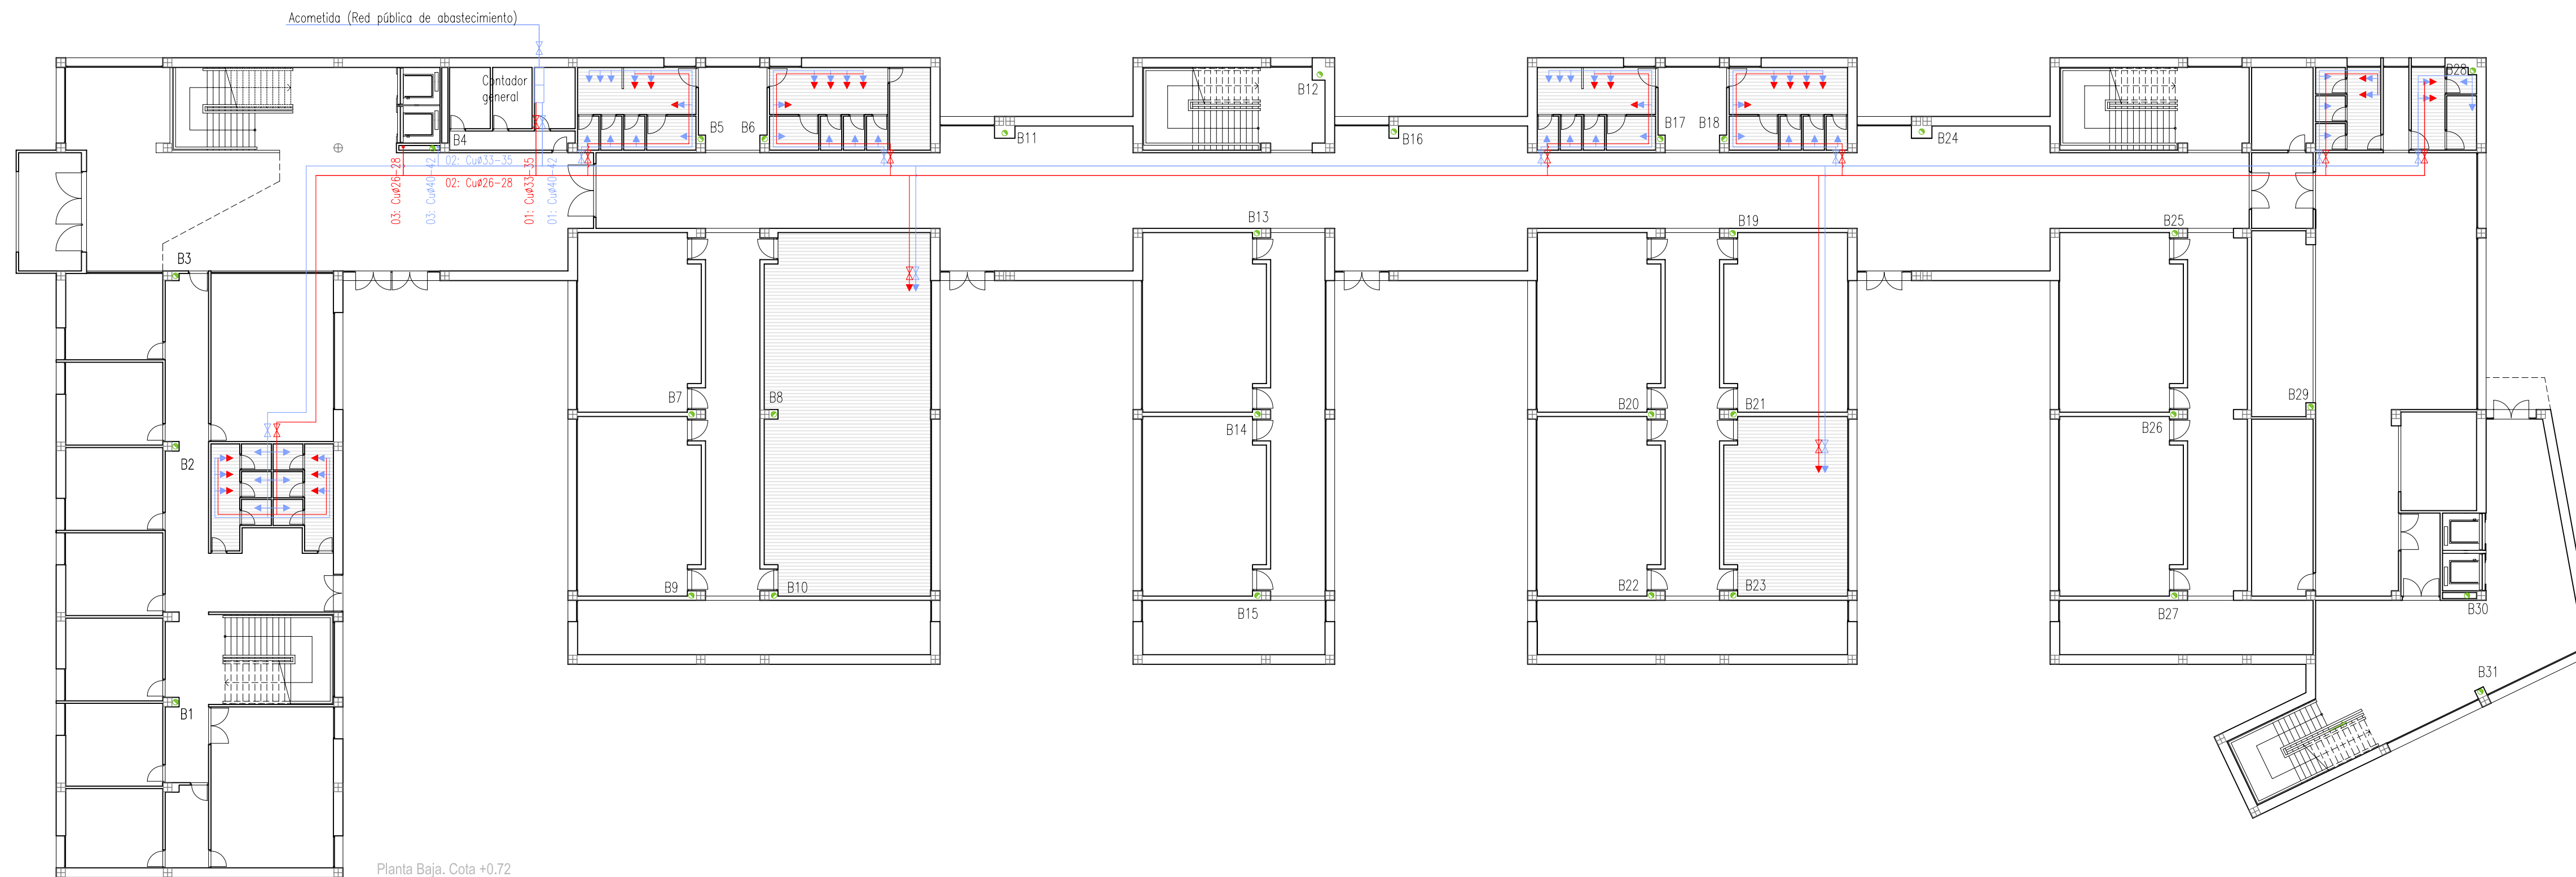 Acometida (Red pública de abastecimiento)
Contador
general
B28
B12
B4
B5
B6
B11
B16
B17
B18
B24
02: Cuø33-35
02: Cuø26-28
03: Cuø26-28
03: Cuø40-42
01: Cuø33-35
01: Cuø40-42
B3
B13
B19
B25
B7
B8
B20
B21
B29
B14
B26
B2
B9
B10
B15
B22
B23
B27
B30
B31
B1
Planta Baja. Cota +0.72